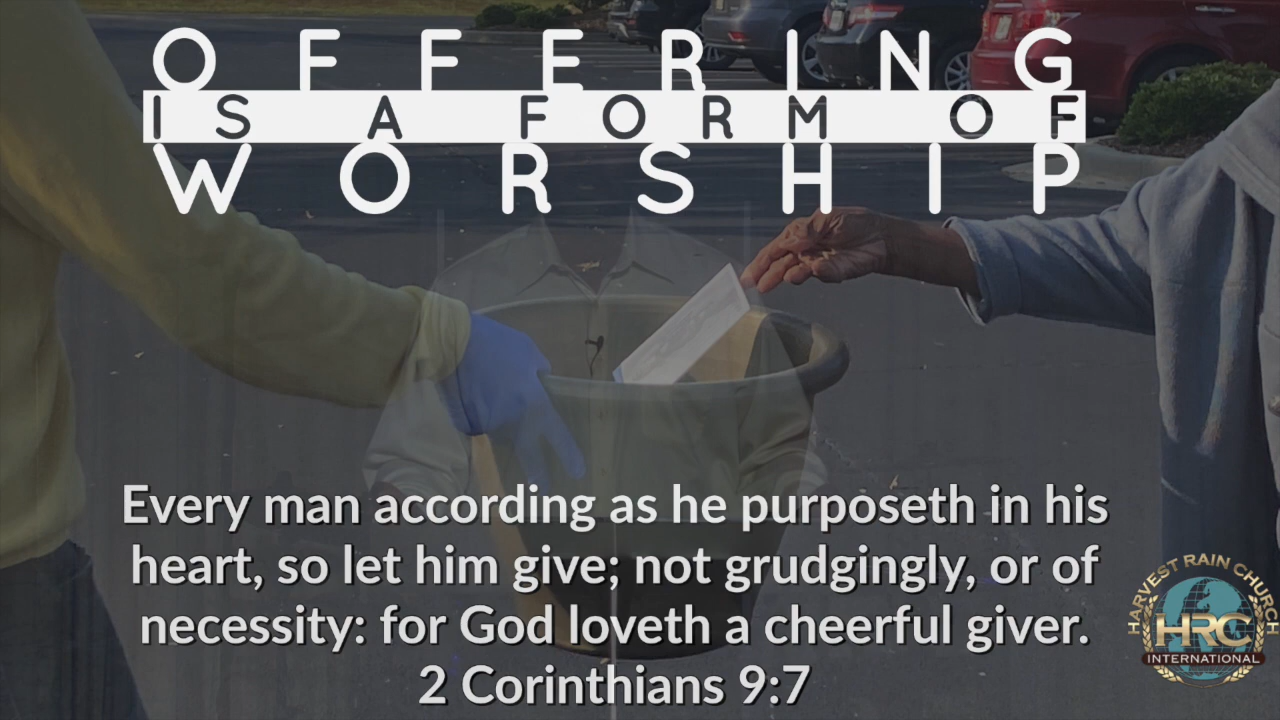 OFFERING
IS A FORM OF
WORSHIP
Every man according as he purposeth in his
heart, so let him give; not grudgingly, or of
necessity: for God loveth a cheerful giver.
2 Corinthians 9:7
HARVEST RAIN CHURCH
HRC
INTERNATIONAL